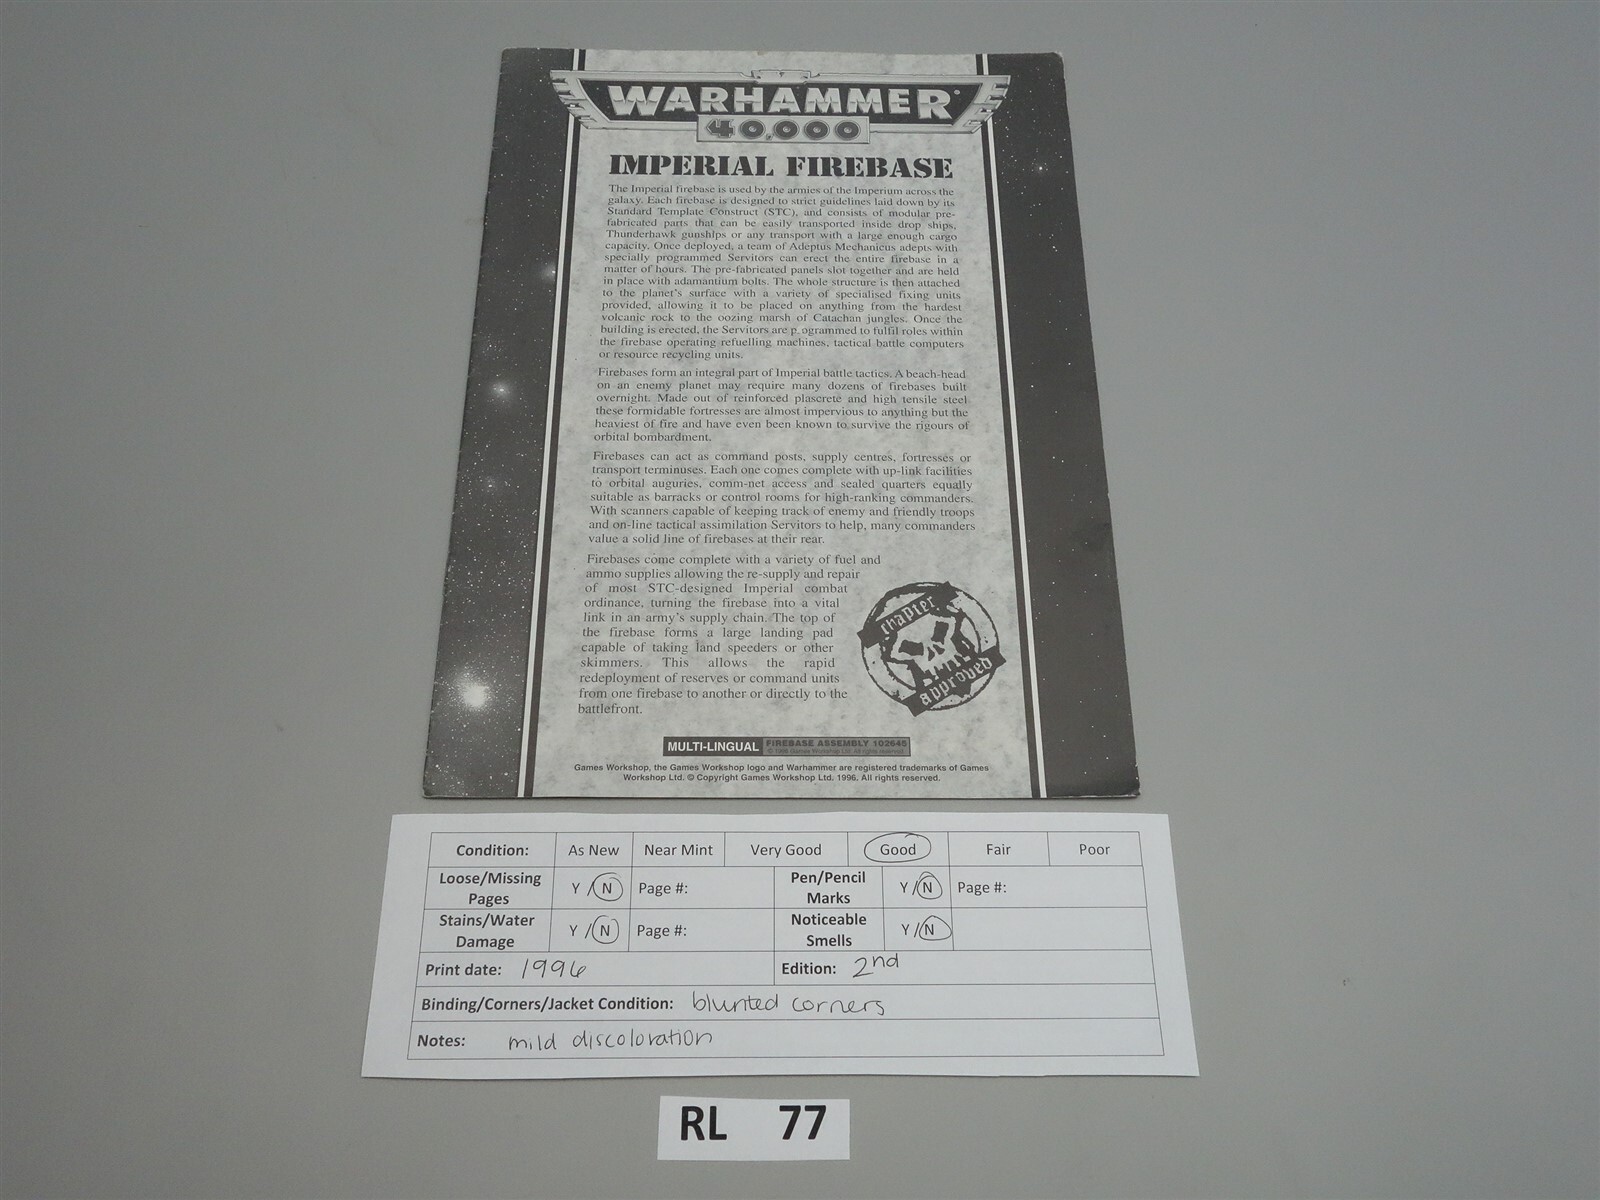 WARHAMMER
40,000
IMPERIAL FIREBASE
The Imperial firebase is used by the armies of the Imperium across the
galaxy. Each firebase is designed to strict guidelines laid down by its
Standard Template Construct (STC), and consists of modular pre-
fabricated parts that can be easily transported inside drop ships,
Thunderhawk gunships or any transport with a large enough cargo
capacity. Once deployed, a team of Adeptus Mechanicus adepts with
specially programmed Servitors can erect the entire firebase in a
matter of hours. The pre-fabricated panels slot together and are held
in place with adamantium bolts. The whole structure is then attached
to the planet's surface with a variety of specialised fixing units
provided, allowing it to be placed on anything from the hardest
volcanic rock to the oozing marsh of Catachan jungles. Once the
building is erected, the Servitors are p.ogrammed to fulfil roles within
the firebase operating refuelling machines, tactical battle computers
or resource recycling units.
Firebases form an integral part of Imperial battle tactics. A beach-head
on an enemy planet may require many dozens of firebases built
overnight. Made out of reinforced plascrete and high tensile steel
these formidable fortresses are almost impervious to anything but the
heaviest of fire and have even been known to survive the rigours of
orbital bombardment.
Firebases can act as command posts, supply centres, fortresses or
transport terminuses. Each one comes complete with up-link facilities
to orbital auguries, comm-net access and sealed quarters equally
suitable as barracks or control rooms for high-ranking commanders.
With scanners capable of keeping track of enemy and friendly troops
and on-line tactical assimilation Servitors to help, many commanders
value a solid line of firebases at their rear.
Firebases come complete with a variety of fuel and
ammo supplies allowing the re-supply and repair
of most STC-designed Imperial combat
ordinance, turning the firebase into a vital
link in an army's supply chain. The top of
the firebase forms a large landing pad
capable of taking land speeders or other
skimmers. This allows the rapid
redeployment of reserves or command units
from one firebase to another or directly to the
battlefront.
chapter
approved
MULTI-LINGUAL FIREBASE ASSEMBLY 102645
© 1996 Games Workshop Ltd. All rights reserved.
Games Workshop, the Games Workshop logo and Warhammer are registered trademarks of Games
Workshop Ltd. © Copyright Games Workshop Ltd, 1996, All rights reserved.
Condition: As New Near Mint Very Good Good Fair Poor
Loose/Missing Pages Y / N Page #: Pen/Pencil Marks Y / N Page #:
Stains/Water Damage Y / N Page #: Noticeable Smells Y / N
Print date: 1996 Edition: 2nd
Binding/Corners/Jacket Condition: blunted corners
Notes: mild discoloration
RL 77